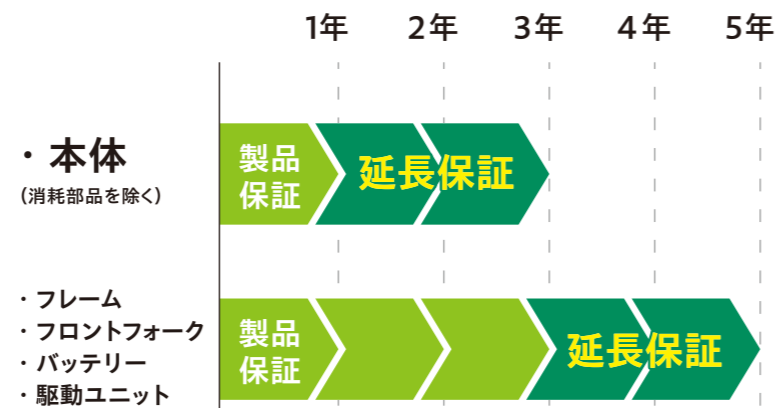 1年 2年 3年 4年 5年
・本体
（消耗部品を除く）
製品
保証
延長保証
・フレーム
・フロントフォーク
・バッテリー
・駆動ユニット
製品
保証
延長保証